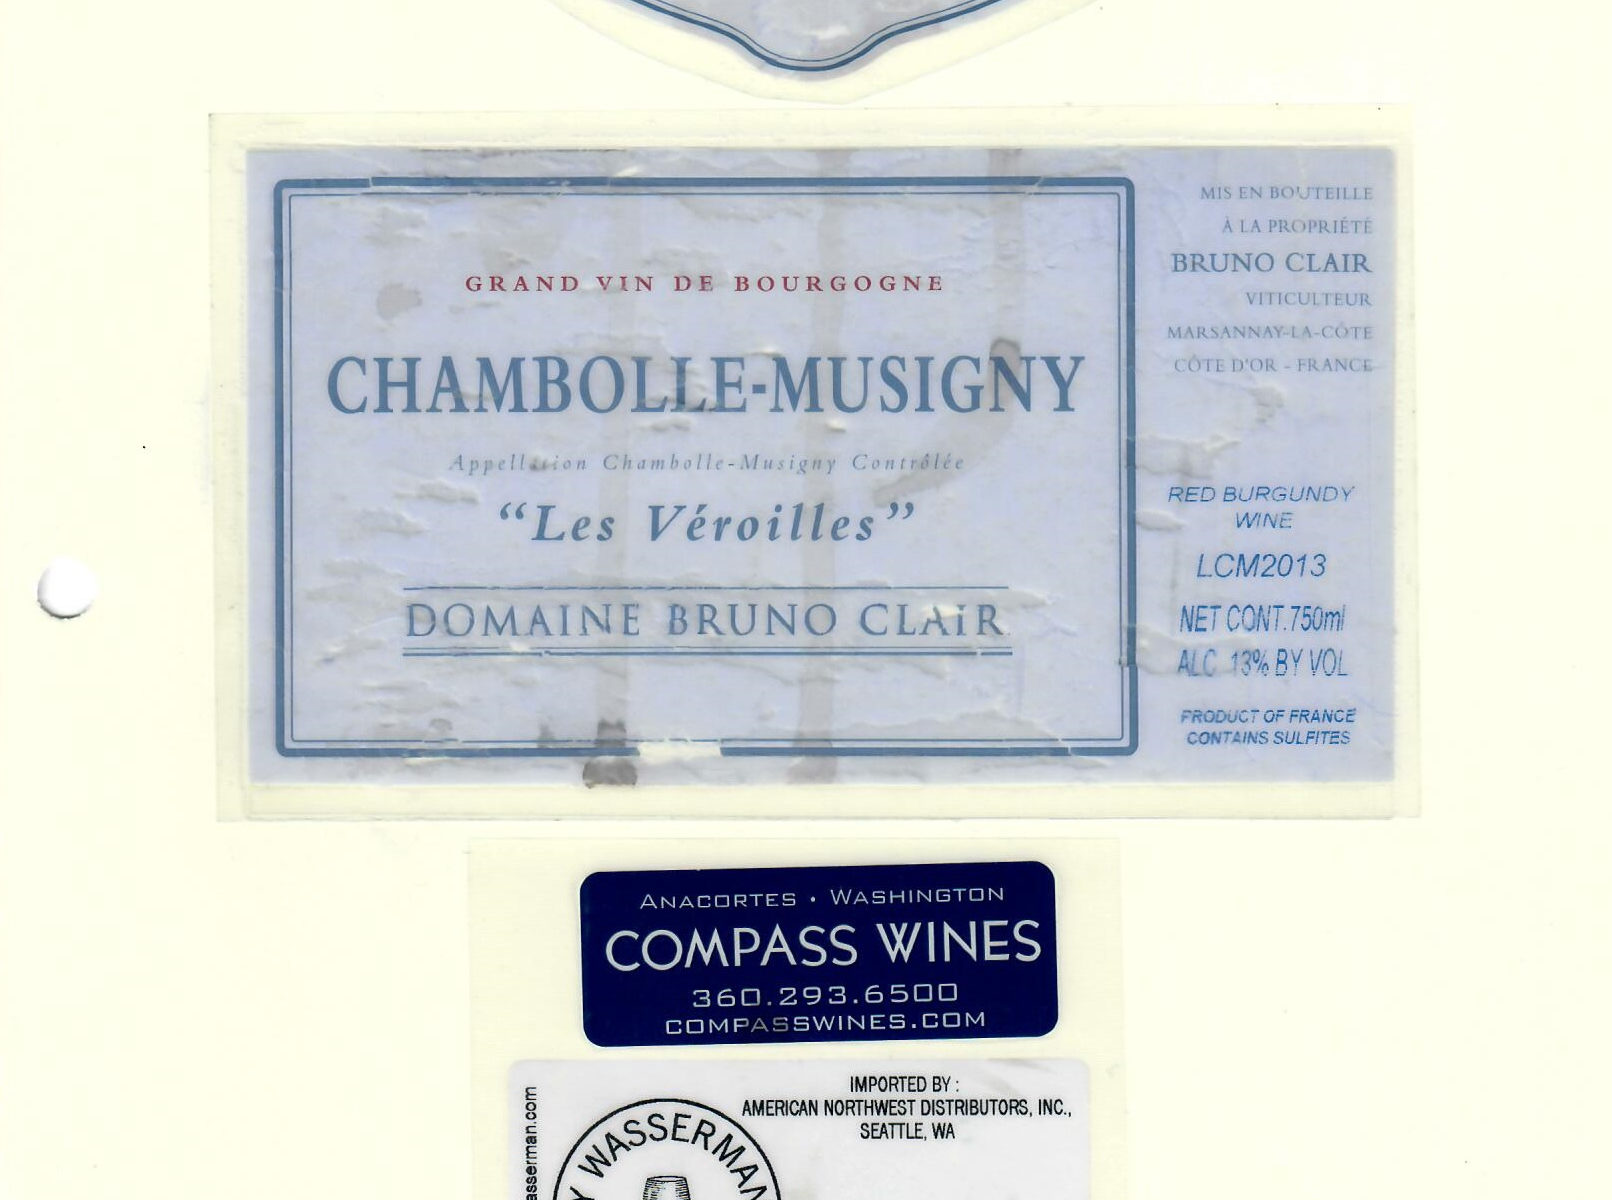 GRAND VIN DE BOURGOGNE
CHAMBOLLE-MUSIGNY
Appellation Chambolle-Musigny Contrôlée
“Les Véroilles”
DOMAINE BRUNO CLAIR
MIS EN BOUTEILLE
À LA PROPRIÉTÉ
BRUNO CLAIR
VITICULTEUR
MARSANNAY-LA-CÔTE
CÔTE D'OR - FRANCE
RED BURGUNDY
WINE
LCM2013
NET CONT.750ml
ALC 13% BY VOL
PRODUCT OF FRANCE
CONTAINS SULFITES
ANACORTES • WASHINGTON
COMPASS WINES
360.293.6500
COMPASSWINES.COM
IMPORTED BY :
AMERICAN NORTHWEST DISTRIBUTORS, INC.,
SEATTLE, WA
asserman.com
Y WASSERMAN